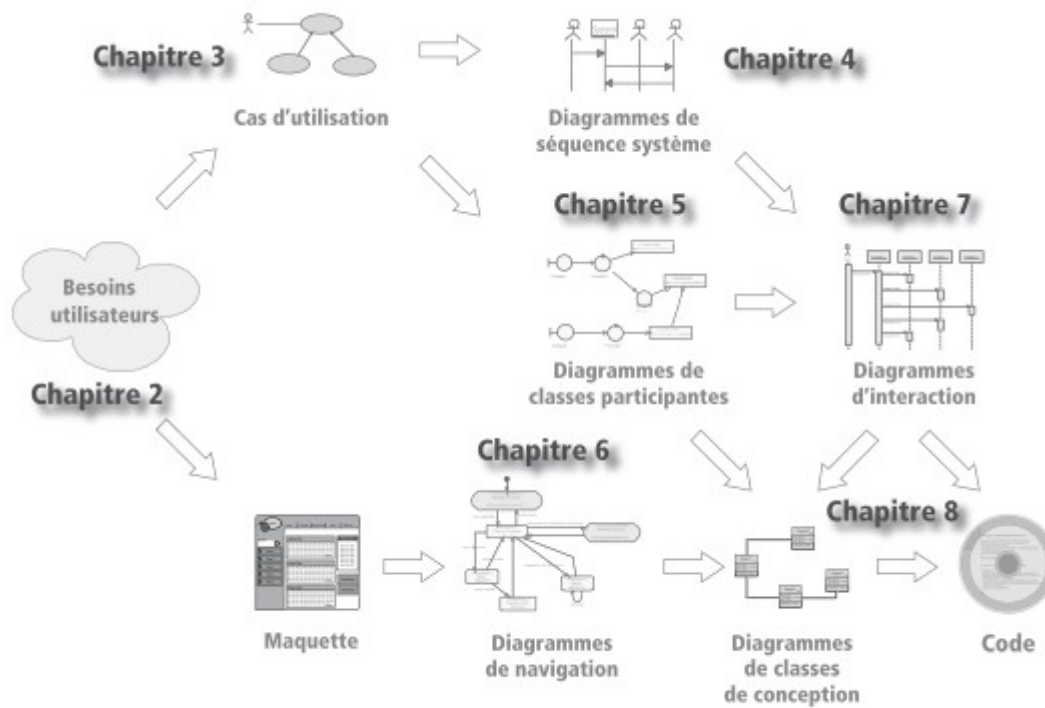 Chapitre 3
Cas d'utilisation
Diagrammes de
séquence système
Chapitre 4
Chapitre 5
Chapitre 7
Besoins
utilisateurs
Chapitre 2
Diagrammes de
classes participantes
Diagrammes
d'interaction
Chapitre 6
Chapitre 8
Maquette
Diagrammes
de navigation
Diagrammes
de classes
de conception
Code